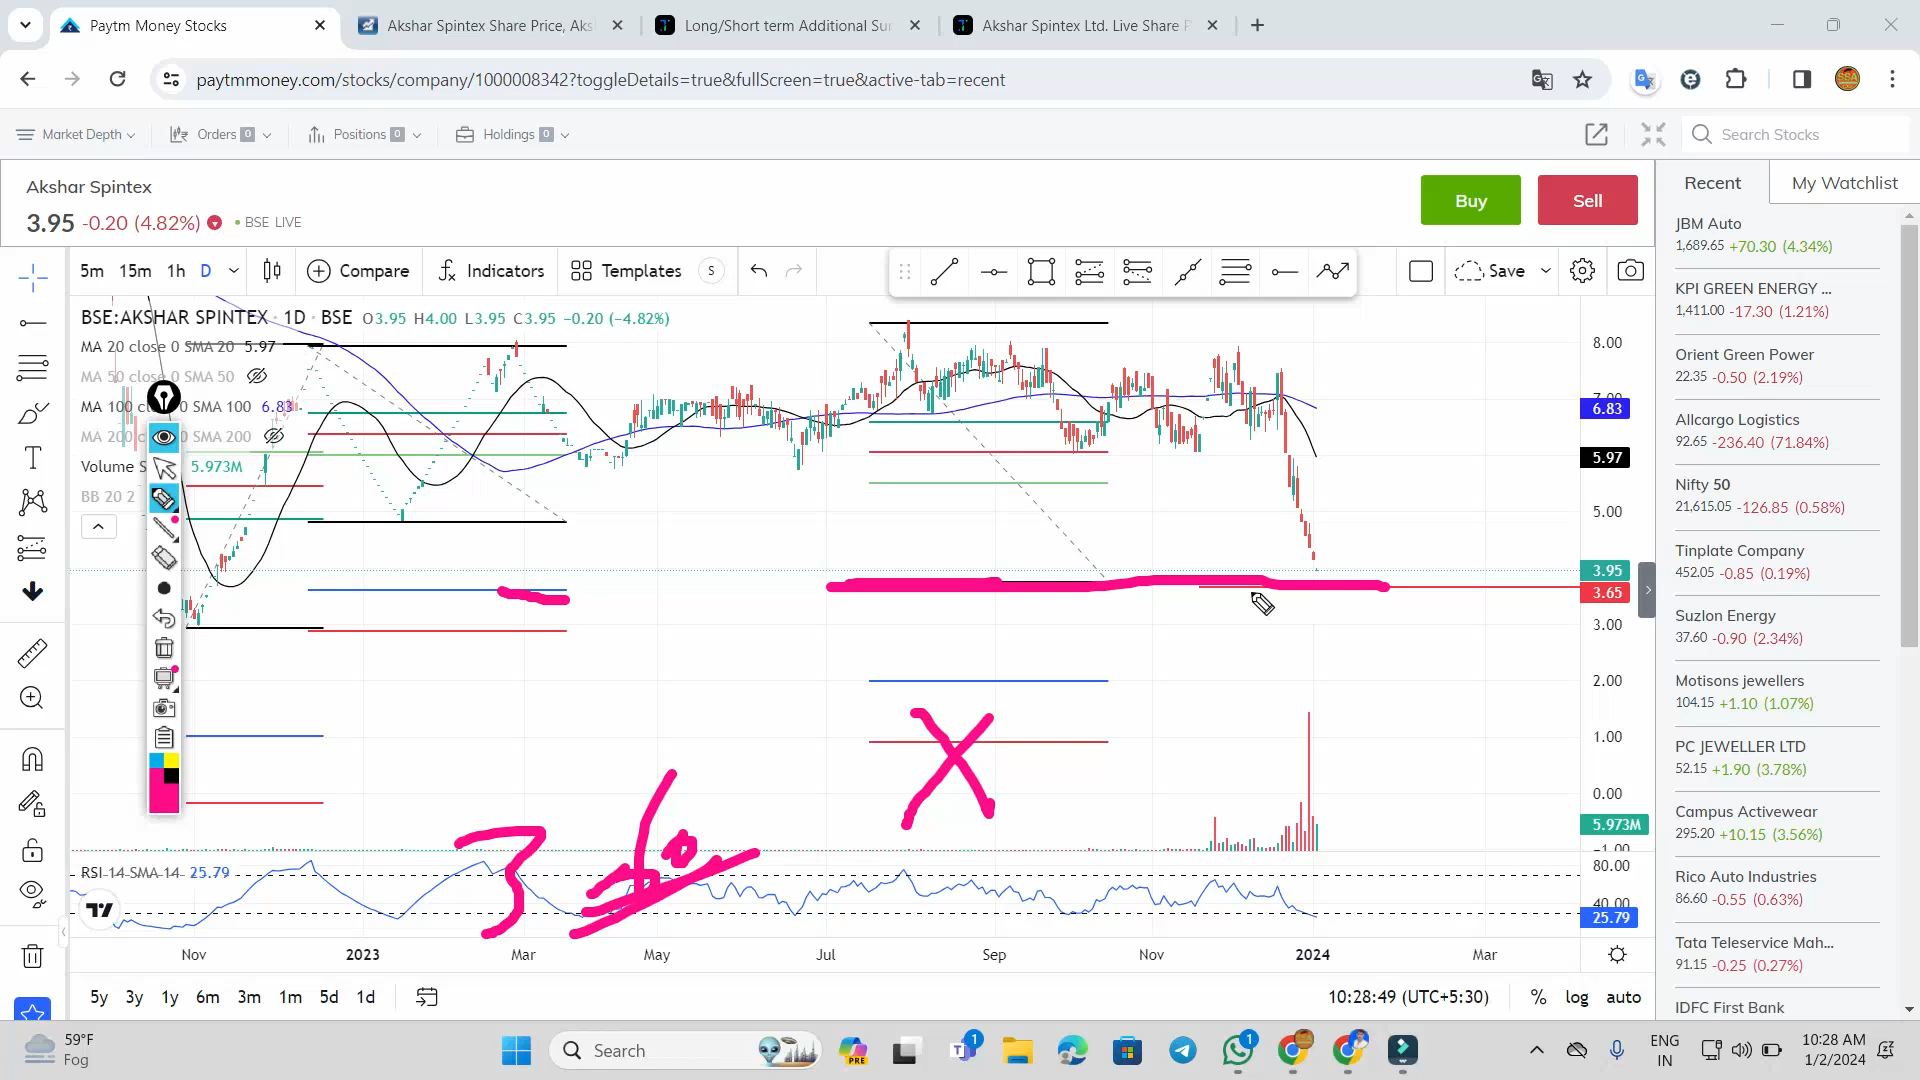 Paytm Money Stocks
Akshar Spintex Share Price, Aks
Long/Short term Additional Sur
Akshar Spintex Ltd. Live Share P
paytmmoney.com/stocks/company/1000008342?toggleDetails=true&fullScreen=true&active-tab=recent
Market Depth
Orders 0
Positions 0
Holdings 0
Search Stocks
Akshar Spintex
3.95 -0.20 (4.82%) • BSE LIVE
Buy
Sell
Recent
My Watchlist
5m 15m 1h D
Compare
Indicators
Templates S
Save
BSE:AKSHAR SPINTEX · 1D · BSE O3.95 H4.00 L3.95 C3.95 −0.20 (−4.82%)
MA 20 close 0 SMA 20 5.97
MA 50 close 0 SMA 50
MA 100 cl 0 SMA 100 6.83
MA 200 c 0 SMA 200
Volume S 5.973M
BB 20 2
8.00
7.00
6.83
5.97
5.00
3.95
3.65
3.00
2.00
1.00
0.00
5.973M
−1.00
3 60
X
RSI 14 SMA 14 25.79
80.00
40.00
25.79
Nov 2023 Mar May Jul Sep Nov 2024 Mar
5y 3y 1y 6m 3m 1m 5d 1d
10:28:49 (UTC+5:30) % log auto
JBM Auto
1,689.65 +70.30 (4.34%)
KPI GREEN ENERGY ...
1,411.00 -17.30 (1.21%)
Orient Green Power
22.35 -0.50 (2.19%)
Allcargo Logistics
92.65 -236.40 (71.84%)
Nifty 50
21,615.05 -126.85 (0.58%)
Tinplate Company
452.05 -0.85 (0.19%)
Suzlon Energy
37.60 -0.90 (2.34%)
Motisons jewellers
104.15 +1.10 (1.07%)
PC JEWELLER LTD
52.15 +1.90 (3.78%)
Campus Activewear
295.20 +10.15 (3.56%)
Rico Auto Industries
86.60 -0.55 (0.63%)
Tata Teleservice Mah...
91.15 -0.25 (0.27%)
IDFC First Bank
59°F
Fog
Search
PRE
1
1
ENG
IN
10:28 AM
1/2/2024